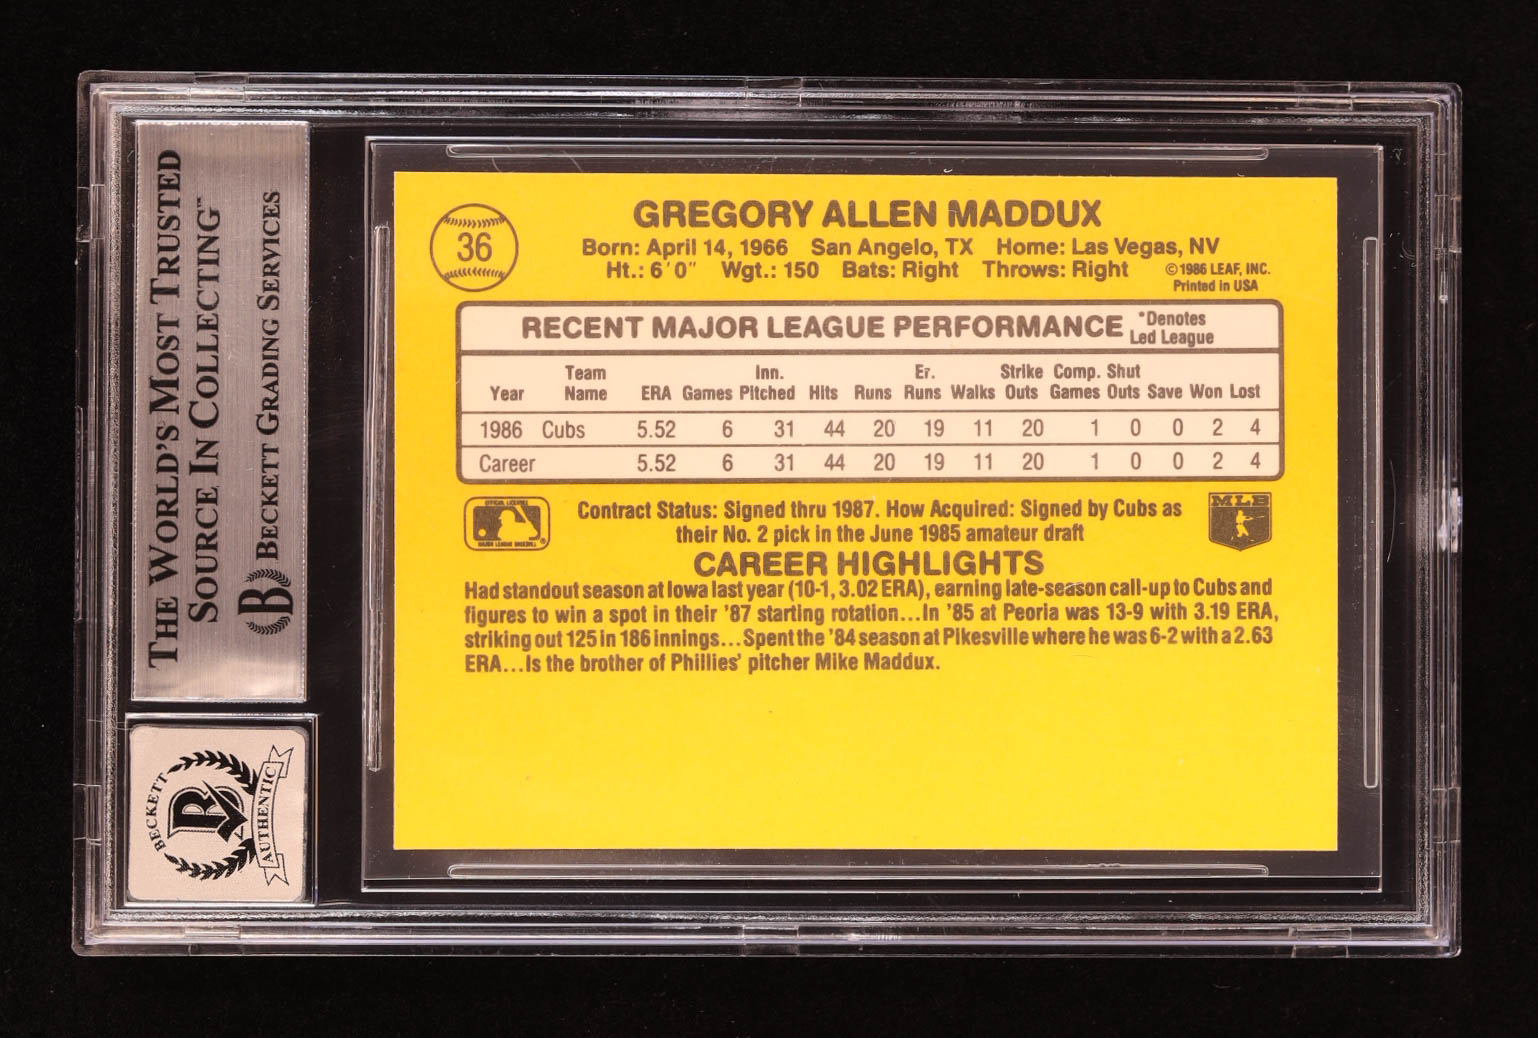 THE WORLD'S MOST TRUSTED
SOURCE IN COLLECTING™
BECKETT GRADING SERVICES
B
BECKETT
B
AUTHENTIC
36
GREGORY ALLEN MADDUX
Born: April 14, 1966 San Angelo, TX Home: Las Vegas, NV
Ht.: 6'0" Wgt.: 150 Bats: Right Throws: Right
©1986 LEAF, INC.
Printed in USA
RECENT MAJOR LEAGUE PERFORMANCE *Denotes
Led League
Team Inn. Er. Strike Comp. Shut
Year Name ERA Games Pitched Hits Runs Runs Walks Outs Games Outs Save Won Lost
1986 Cubs 5.52 6 31 44 20 19 11 20 1 0 0 2 4
Career 5.52 6 31 44 20 19 11 20 1 0 0 2 4
OFFICIAL LICENSEE
MAJOR LEAGUE BASEBALL ®
Contract Status: Signed thru 1987. How Acquired: Signed by Cubs as
their No. 2 pick in the June 1985 amateur draft
MLB
CAREER HIGHLIGHTS
Had standout season at Iowa last year (10-1, 3.02 ERA), earning late-season call-up to Cubs and
figures to win a spot in their '87 starting rotation...In '85 at Peoria was 13-9 with 3.19 ERA,
striking out 125 in 186 innings...Spent the '84 season at Pikesville where he was 6-2 with a 2.63
ERA...Is the brother of Phillies' pitcher Mike Maddux.